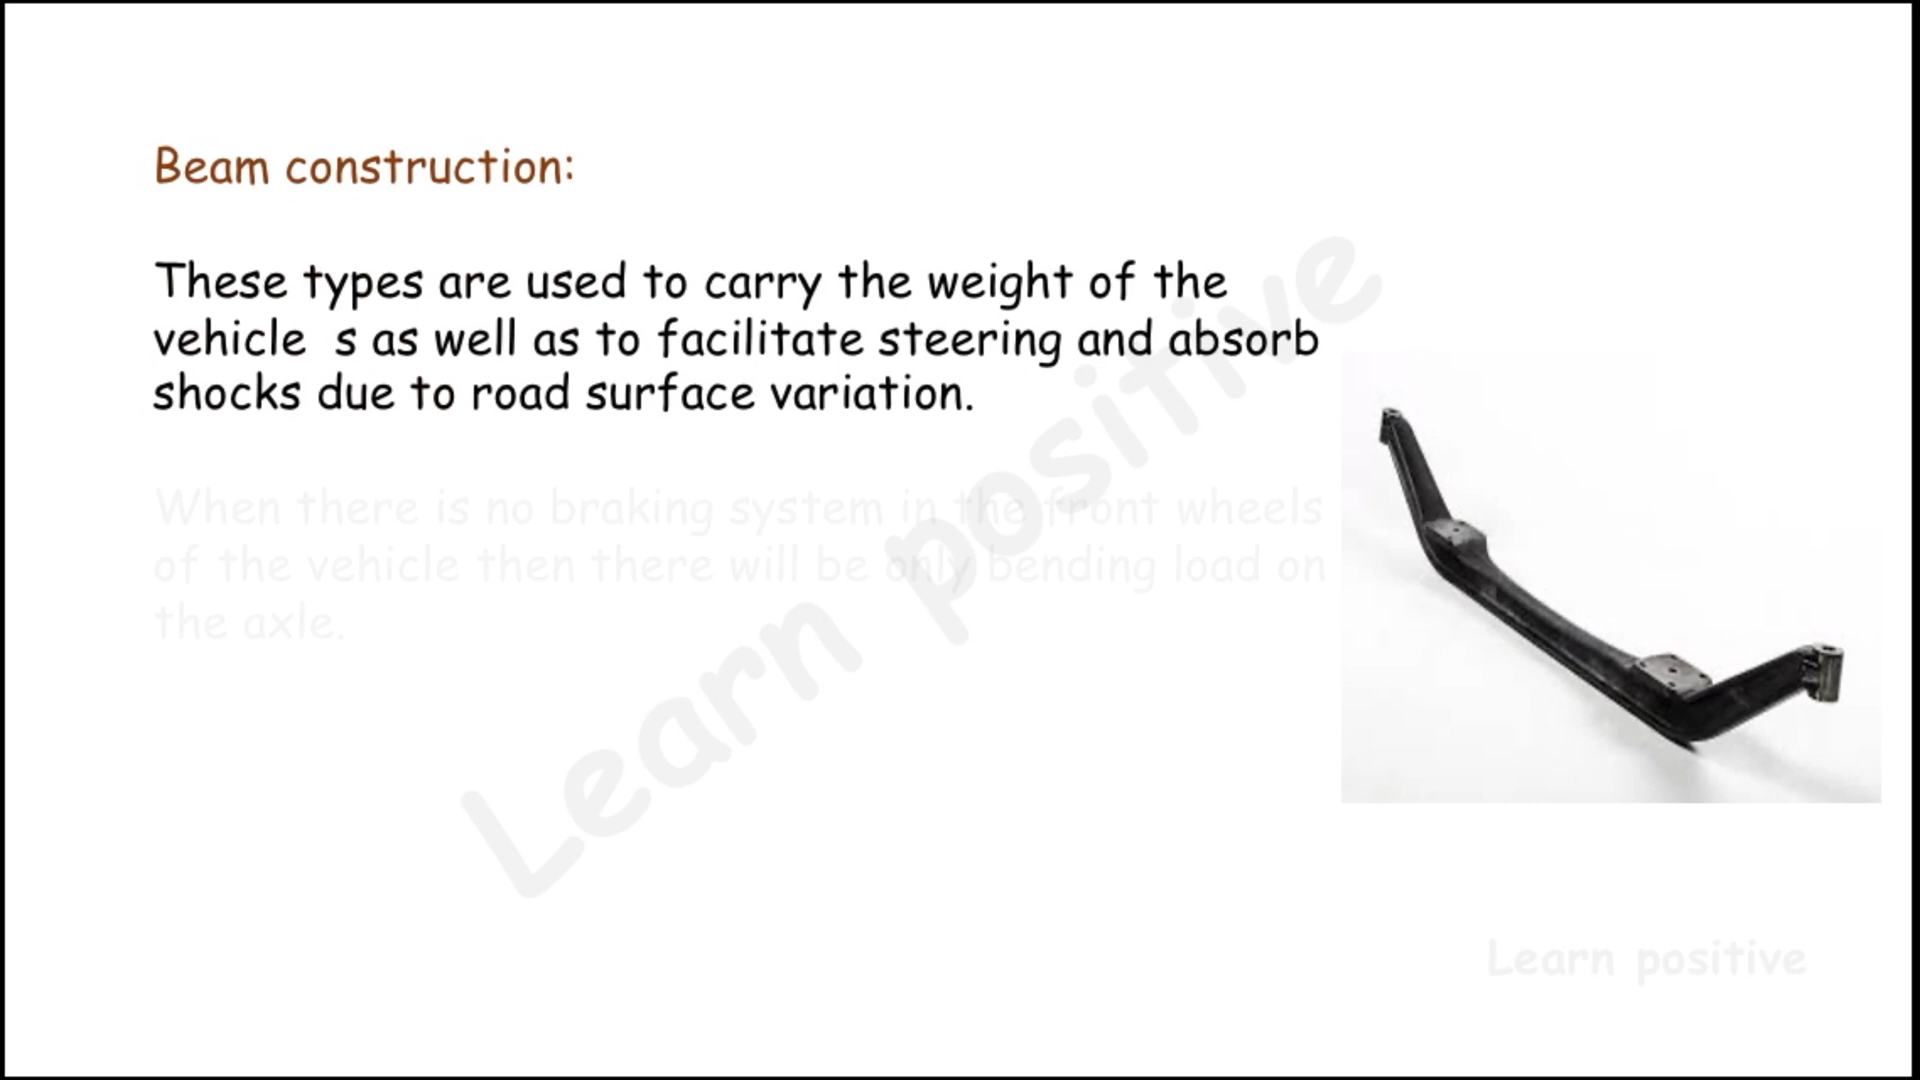 Beam construction:
These types are used to carry the weight of the
vehicle s as well as to facilitate steering and absorb
shocks due to road surface variation.
When there is no braking system in the front wheels
of the vehicle then there will be only bending load on
the axle.
Learn positive
Learn positive